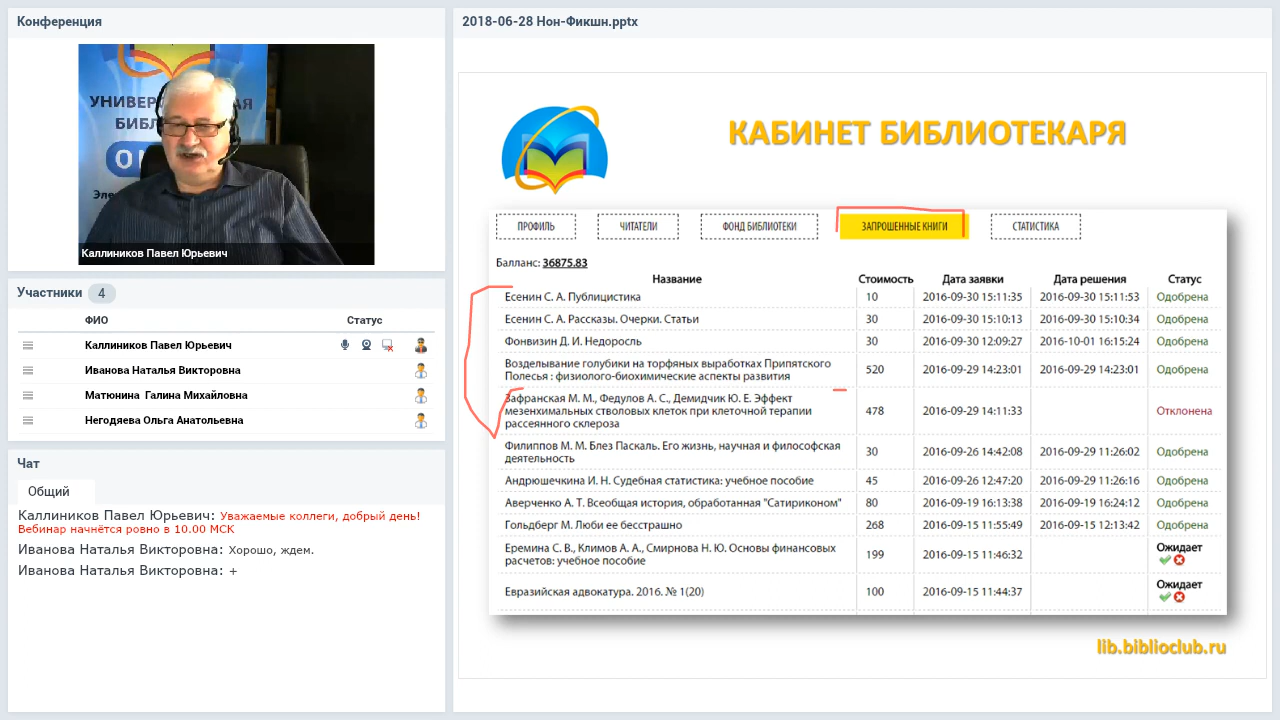 Конференция
УНИВЕР
АЯ
БИБЛ
О
Эле
Каллиников Павел Юрьевич
Участники 4
ФИО Статус
Каллиников Павел Юрьевич
Иванова Наталья Викторовна
Матюнина Галина Михайловна
Негодяева Ольга Анатольевна
Чат
Общий
Каллиников Павел Юрьевич: Уважаемые коллеги, добрый день!
Вебинар начнётся ровно в 10.00 МСК
Иванова Наталья Викторовна: Хорошо, ждем.
Иванова Наталья Викторовна: +
2018-06-28 Нон-Фикшн.pptx
КАБИНЕТ БИБЛИОТЕКАРЯ
ПРОФИЛЬ ЧИТАТЕЛИ ФОНД БИБЛИОТЕКИ ЗАПРОШЕННЫЕ КНИГИ СТАТИСТИКА
Балланс: 36875.83
Название Стоимость Дата заявки Дата решения Статус
Есенин С. А. Публицистика 10 2016-09-30 15:11:35 2016-09-30 15:11:53 Одобрена
Есенин С. А. Рассказы. Очерки. Статьи 30 2016-09-30 15:10:13 2016-09-30 15:10:34 Одобрена
Фонвизин Д. И. Недоросль 30 2016-09-30 12:09:27 2016-10-01 16:15:24 Одобрена
Возделывание голубики на торфяных выработках Припятского
Полесья : физиолого-биохимические аспекты развития 520 2016-09-29 14:23:01 2016-09-29 14:23:01 Одобрена
Зафранская М. М., Федулов А. С., Демидчик Ю. Е. Эффект
мезенхимальных стволовых клеток при клеточной терапии 478 2016-09-29 14:11:33 Отклонена
рассеянного склероза
Филиппов М. М. Блез Паскаль. Его жизнь, научная и философская
деятельность 30 2016-09-26 14:42:08 2016-09-29 11:26:02 Одобрена
Андрюшечкина И. Н. Судебная статистика: учебное пособие 45 2016-09-26 12:47:20 2016-09-29 11:26:16 Одобрена
Аверченко А. Т. Всеобщая история, обработанная "Сатириконом" 80 2016-09-19 16:13:38 2016-09-19 16:24:12 Одобрена
Гольдберг М. Люби ее бесстрашно 268 2016-09-15 11:55:49 2016-09-15 12:13:42 Одобрена
Еремина С. В., Климов А. А., Смирнова Н. Ю. Основы финансовых
расчетов: учебное пособие 199 2016-09-15 11:46:32 Ожидает
Евразийская адвокатура. 2016. № 1(20) 100 2016-09-15 11:44:37 Ожидает
lib.biblioclub.ru